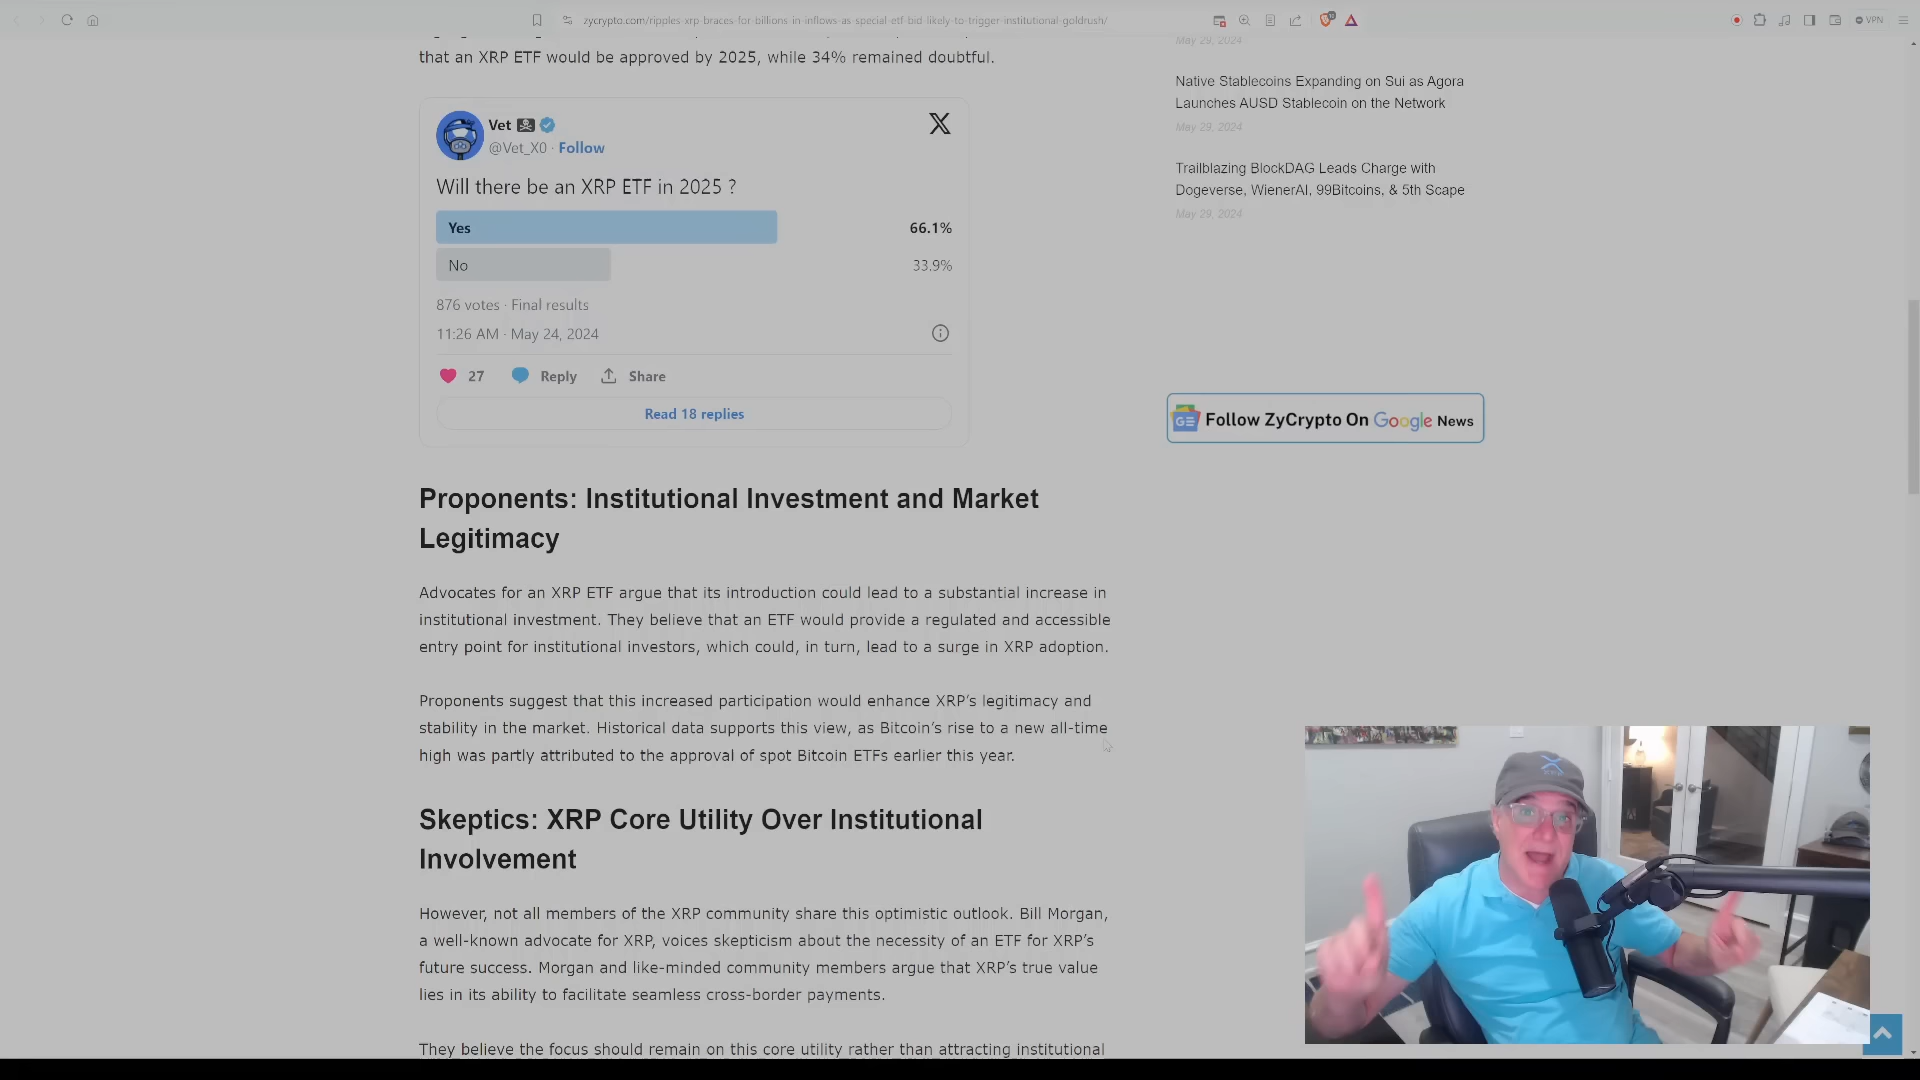 zycrypto.com/ripples-xrp-braces-for-billions-in-inflows-as-special-etf-bid-likely-to-trigger-institutional-goldrush/
VPN
that an XRP ETF would be approved by 2025, while 34% remained doubtful.
Vet
@Vet_X0 · Follow
Will there be an XRP ETF in 2025 ?
Yes 66.1%
No 33.9%
876 votes · Final results
11:26 AM · May 24, 2024
27 Reply Share
Read 18 replies
Proponents: Institutional Investment and Market
Legitimacy
Advocates for an XRP ETF argue that its introduction could lead to a substantial increase in
institutional investment. They believe that an ETF would provide a regulated and accessible
entry point for institutional investors, which could, in turn, lead to a surge in XRP adoption.
Proponents suggest that this increased participation would enhance XRP’s legitimacy and
stability in the market. Historical data supports this view, as Bitcoin’s rise to a new all-time
high was partly attributed to the approval of spot Bitcoin ETFs earlier this year.
Skeptics: XRP Core Utility Over Institutional
Involvement
However, not all members of the XRP community share this optimistic outlook. Bill Morgan,
a well-known advocate for XRP, voices skepticism about the necessity of an ETF for XRP’s
future success. Morgan and like-minded community members argue that XRP’s true value
lies in its ability to facilitate seamless cross-border payments.
They believe the focus should remain on this core utility rather than attracting institutional
May 29, 2024
Native Stablecoins Expanding on Sui as Agora
Launches AUSD Stablecoin on the Network
May 29, 2024
Trailblazing BlockDAG Leads Charge with
Dogeverse, WienerAI, 99Bitcoins, & 5th Scape
May 29, 2024
GE Follow ZyCrypto On Google News